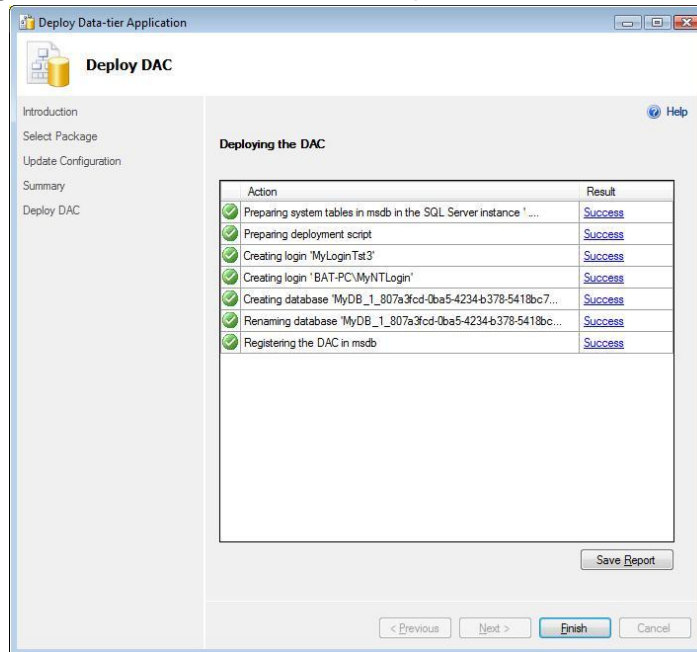 Deploy Data-tier Application
Deploy DAC
Introduction
Select Package
Update Configuration
Summary
Deploy DAC
Help
Deploying the DAC
Action Result
Preparing system tables in msdb in the SQL Server instance '.... Success
Preparing deployment script Success
Creating login 'MyLoginTst3' Success
Creating login 'BAT-PC\MyNTLogin' Success
Creating database 'MyDB_1_807a3fcd-0ba5-4234-b378-5418bc7... Success
Renaming database 'MyDB_1_807a3fcd-0ba5-4234-b378-5418bc... Success
Registering the DAC in msdb Success
Save Report
< Previous Next > Finish Cancel